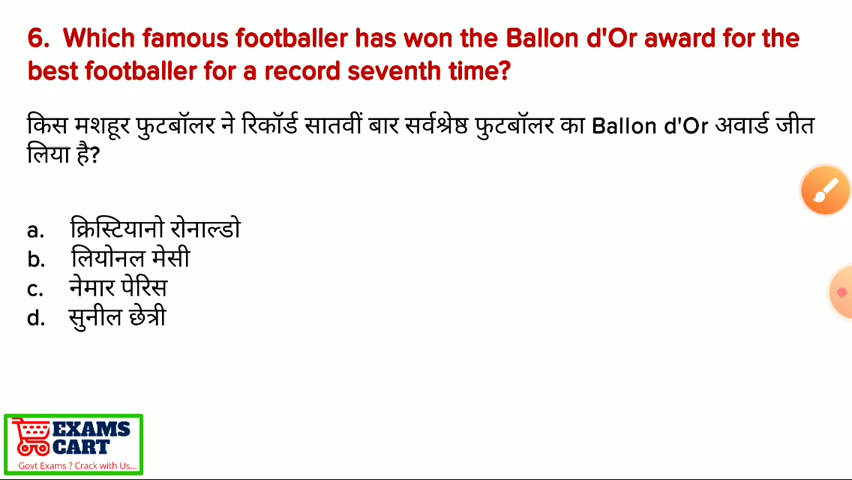 6. Which famous footballer has won the Ballon d'Or award for the
best footballer for a record seventh time?
किस मशहूर फुटबॉलर ने रिकॉर्ड सातवीं बार सर्वश्रेष्ठ फुटबॉलर का Ballon d'Or अवार्ड जीत
लिया है?
a. क्रिस्टियानो रोनाल्डो
b. लियोनल मेसी
c. नेमार पेरिस
d. सुनील छेत्री
EXAMS
CART
Govt Exams ? Crack with Us...